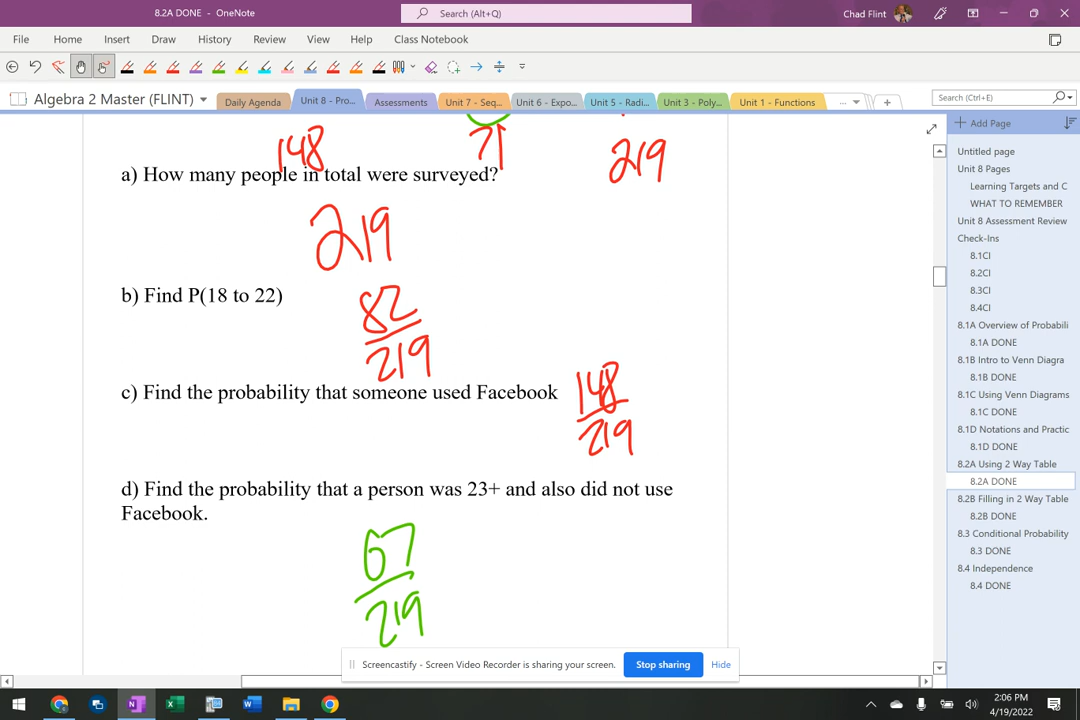 8.2A DONE - OneNote
Search (Alt+Q)
Chad Flint
File Home Insert Draw History Review View Help Class Notebook
Algebra 2 Master (FLINT)
Daily Agenda
Unit 8 - Pro...
Assessments
Unit 7 - Seq...
Unit 6 - Expo...
Unit 5 - Radi...
Unit 3 - Poly...
Unit 1 - Functions
...
Search (Ctrl+E)
148
71
219
a) How many people in total were surveyed?
219
b) Find P(18 to 22)
82
219
c) Find the probability that someone used Facebook
148
219
d) Find the probability that a person was 23+ and also did not use
Facebook.
67
219
Add Page
Untitled page
Unit 8 Pages
Learning Targets and C
WHAT TO REMEMBER
Unit 8 Assessment Review
Check-Ins
8.1CI
8.2CI
8.3CI
8.4CI
8.1A Overview of Probabili
8.1A DONE
8.1B Intro to Venn Diagra
8.1B DONE
8.1C Using Venn Diagrams
8.1C DONE
8.1D Notations and Practic
8.1D DONE
8.2A Using 2 Way Table
8.2A DONE
8.2B Filling in 2 Way Table
8.2B DONE
8.3 Conditional Probability
8.3 DONE
8.4 Independence
8.4 DONE
Screencastify - Screen Video Recorder is sharing your screen.
Stop sharing
Hide
2:06 PM
4/19/2022